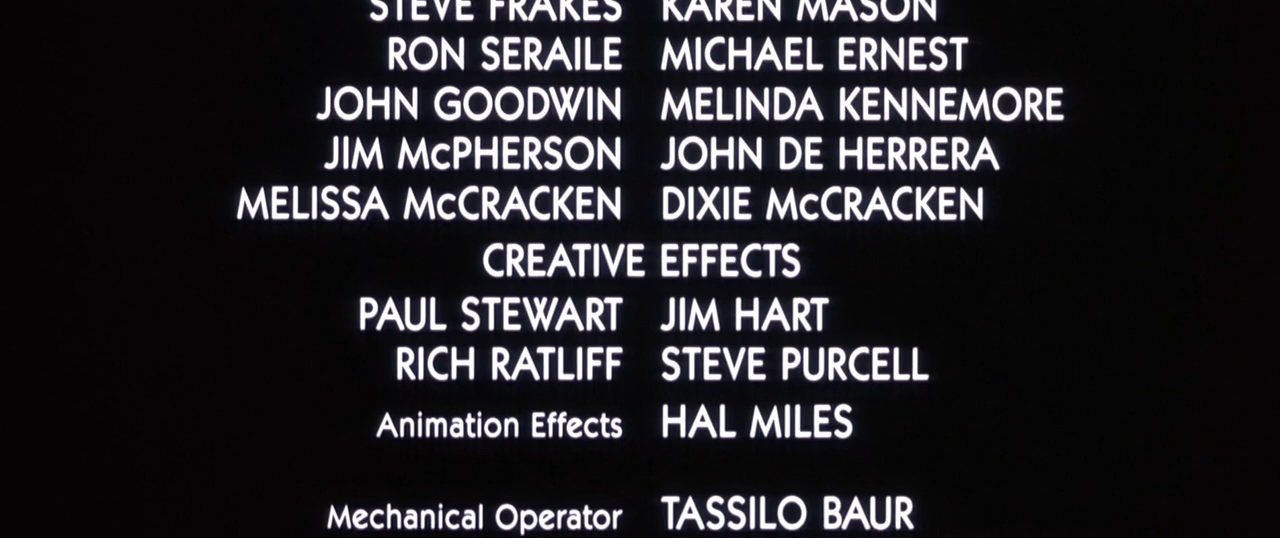 STEVE FRAKES KAREN MASON
RON SERAILE MICHAEL ERNEST
JOHN GOODWIN MELINDA KENNEMORE
JIM McPHERSON JOHN DE HERRERA
MELISSA McCRACKEN DIXIE McCRACKEN
CREATIVE EFFECTS
PAUL STEWART JIM HART
RICH RATLIFF STEVE PURCELL
Animation Effects HAL MILES
Mechanical Operator TASSILO BAUR